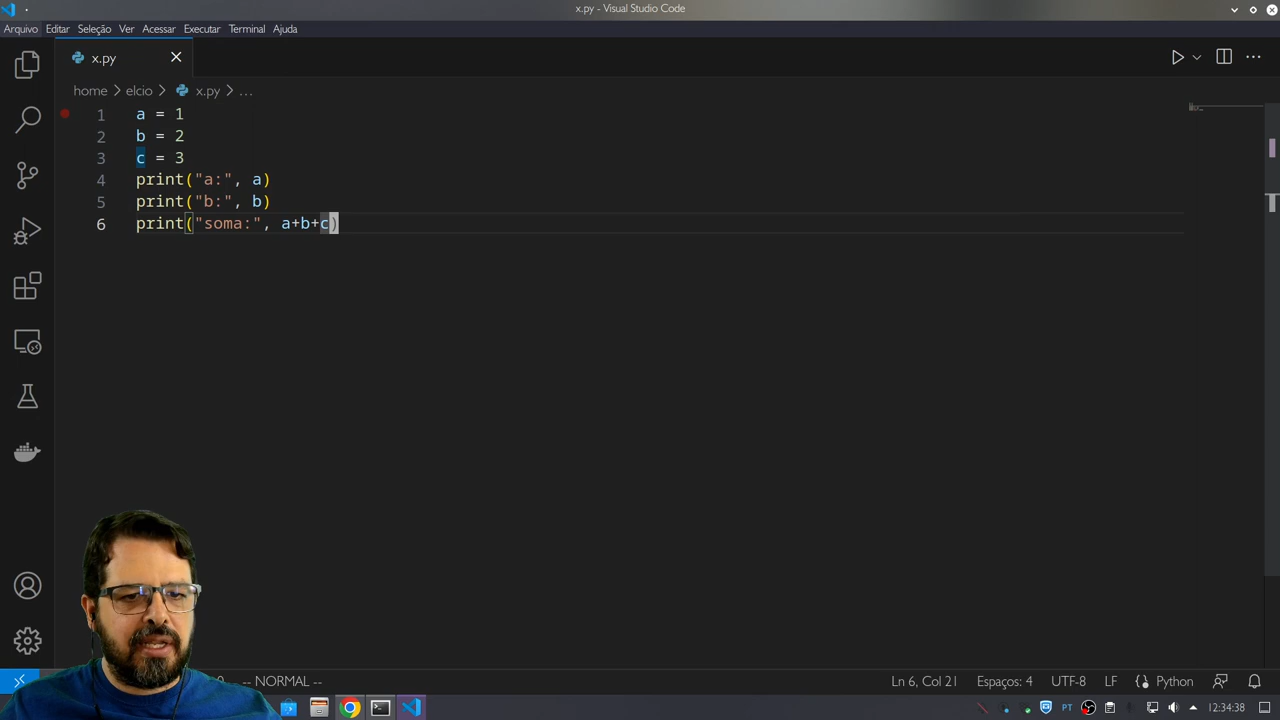 x.py - Visual Studio Code
Arquivo Editar Seleção Ver Acessar Executar Terminal Ajuda
x.py
home > elcio > x.py > ...
1 a = 1
2 b = 2
3 c = 3
4 print("a:", a)
5 print("b:", b)
6 print("soma:", a+b+c)
-- NORMAL -- Ln 6, Col 21 Espaços: 4 UTF-8 LF Python
PT 12:34:38